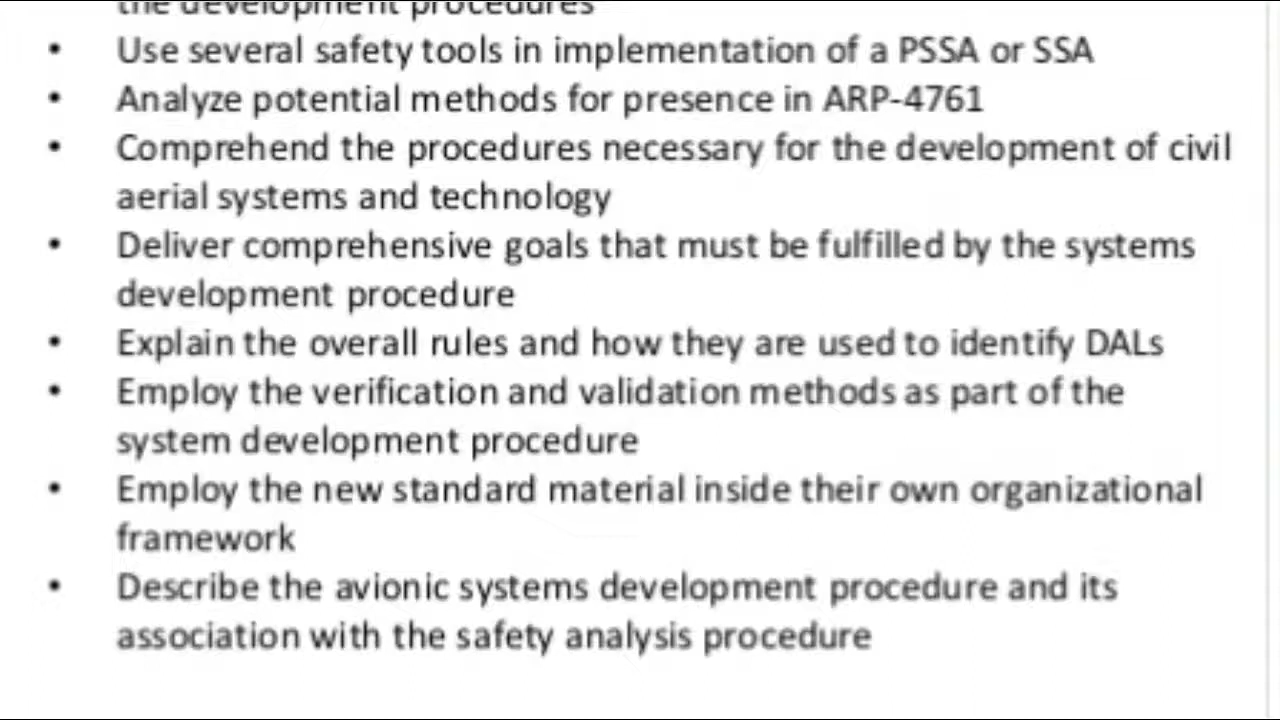 the development procedures
• Use several safety tools in implementation of a PSSA or SSA
• Analyze potential methods for presence in ARP-4761
• Comprehend the procedures necessary for the development of civil
aerial systems and technology
• Deliver comprehensive goals that must be fulfilled by the systems
development procedure
• Explain the overall rules and how they are used to identify DALs
• Employ the verification and validation methods as part of the
system development procedure
• Employ the new standard material inside their own organizational
framework
• Describe the avionic systems development procedure and its
association with the safety analysis procedure